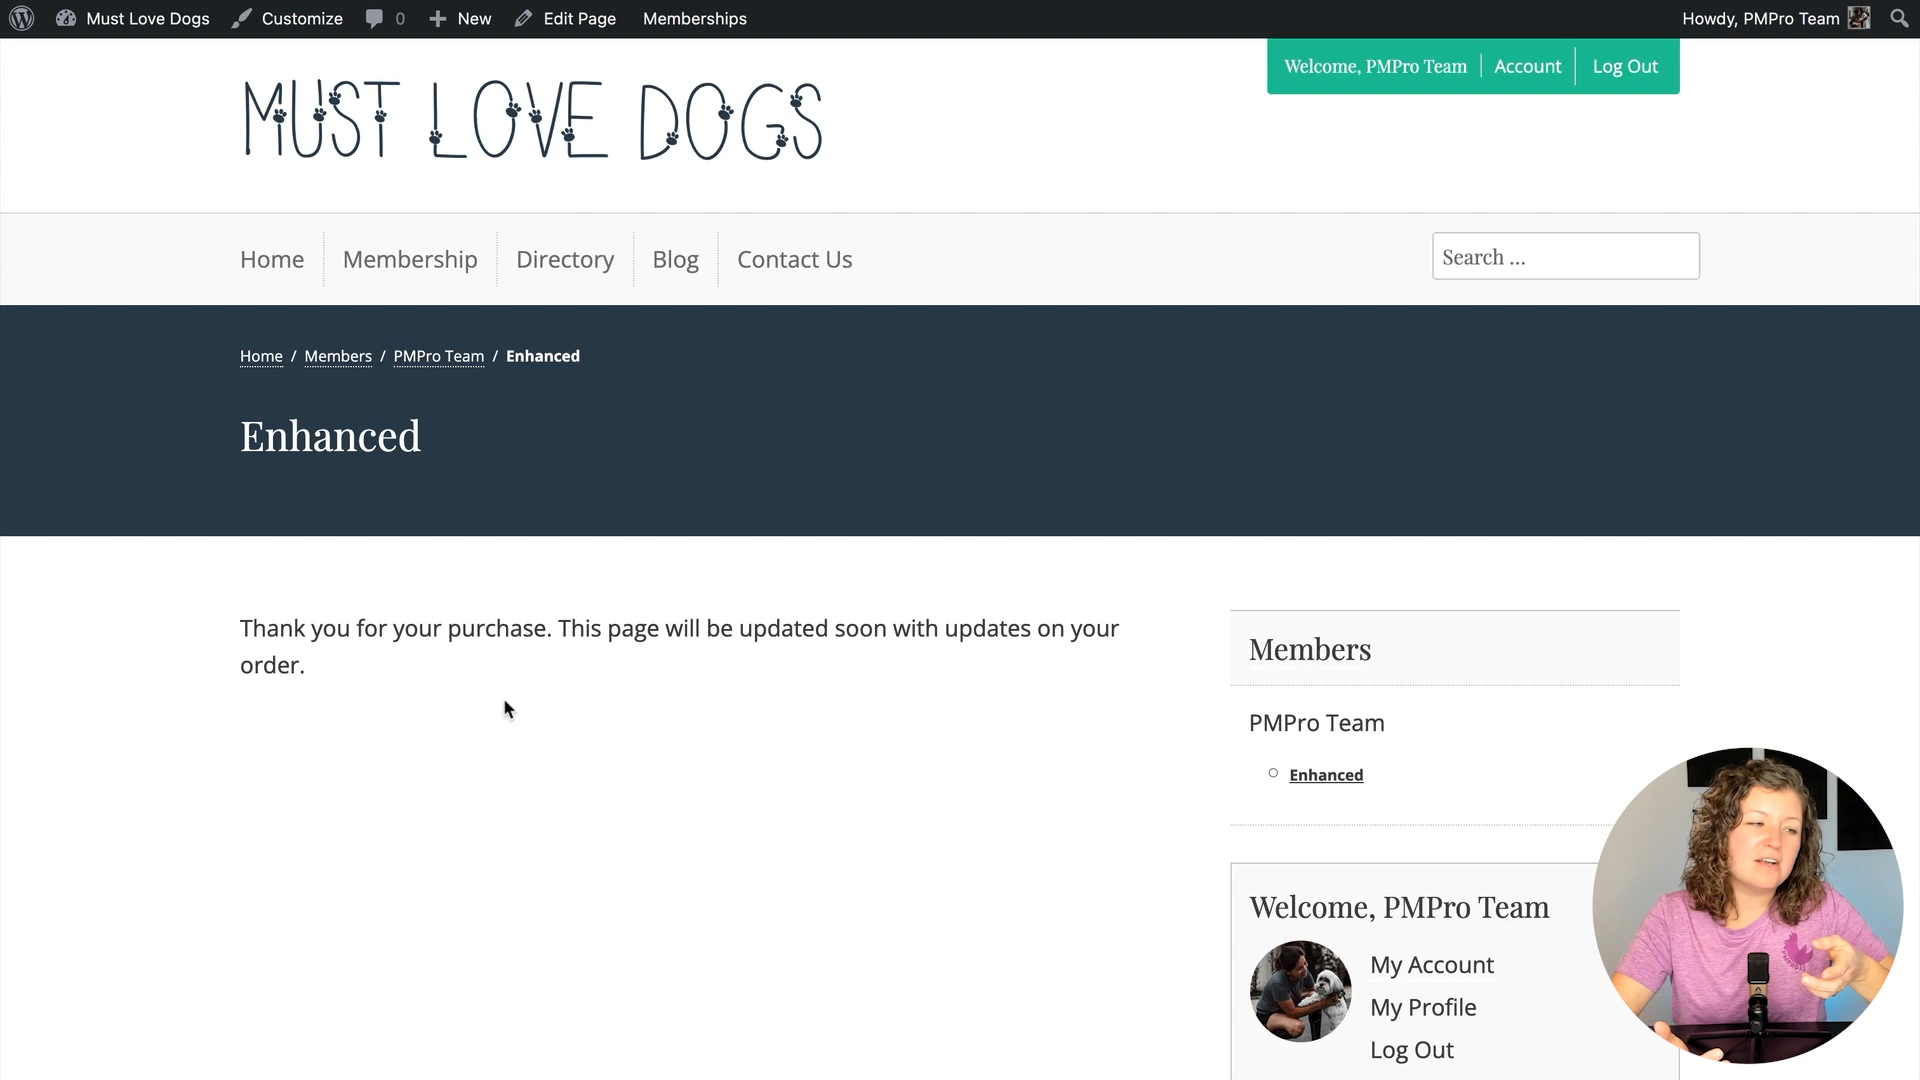 Must Love Dogs Customize 0 New Edit Page Memberships Howdy, PMPro Team
Welcome, PMPro Team Account Log Out
MUST LOVE DOGS
Home Membership Directory Blog Contact Us Search ...
Home / Members / PMPro Team / Enhanced
Enhanced
Thank you for your purchase. This page will be updated soon with updates on your
order.
Members
PMPro Team
Enhanced
Welcome, PMPro Team
My Account
My Profile
Log Out